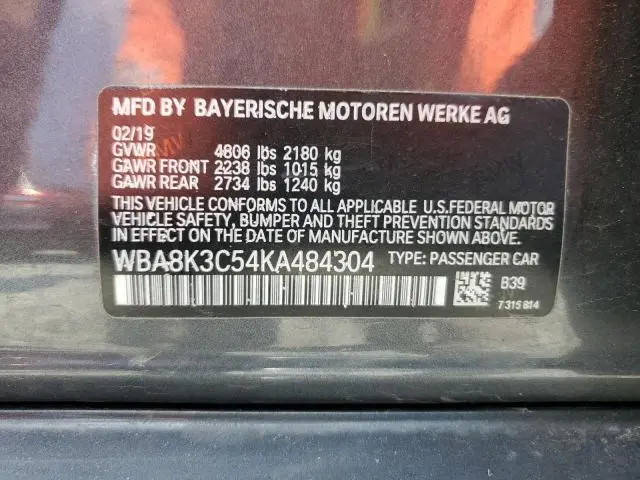 MFD BY BAYERISCHE MOTOREN WERKE AG
02/19
GVWR 4806 lbs 2180 kg
GAWR FRONT 2238 lbs 1015 kg
GAWR REAR 2734 lbs 1240 kg
THIS VEHICLE CONFORMS TO ALL APPLICABLE U.S.FEDERAL MOTOR
VEHICLE SAFETY, BUMPER AND THEFT PREVENTION STANDARDS
IN EFFECT ON THE DATE OF MANUFACTURE SHOWN ABOVE.
WBA8K3C54KA484304 TYPE: PASSENGER CAR
B39
7 315 814